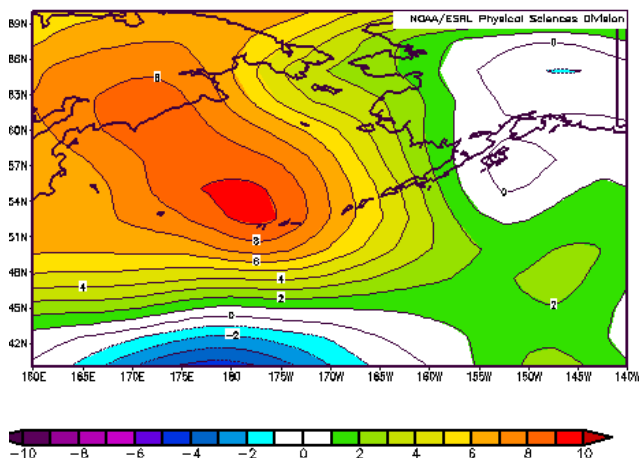 NOAA/ESRL Physical Sciences Division
69N
66N
63N
60N
57N
54N
51N
48N
45N
42N
0
8
0
8
6
4
4
2
2
0
-2
160E 165E 170E 175E 180 175W 170W 165W 160W 155W 150W 145W 140W
-10 -8 -6 -4 -2 0 2 4 6 8 10